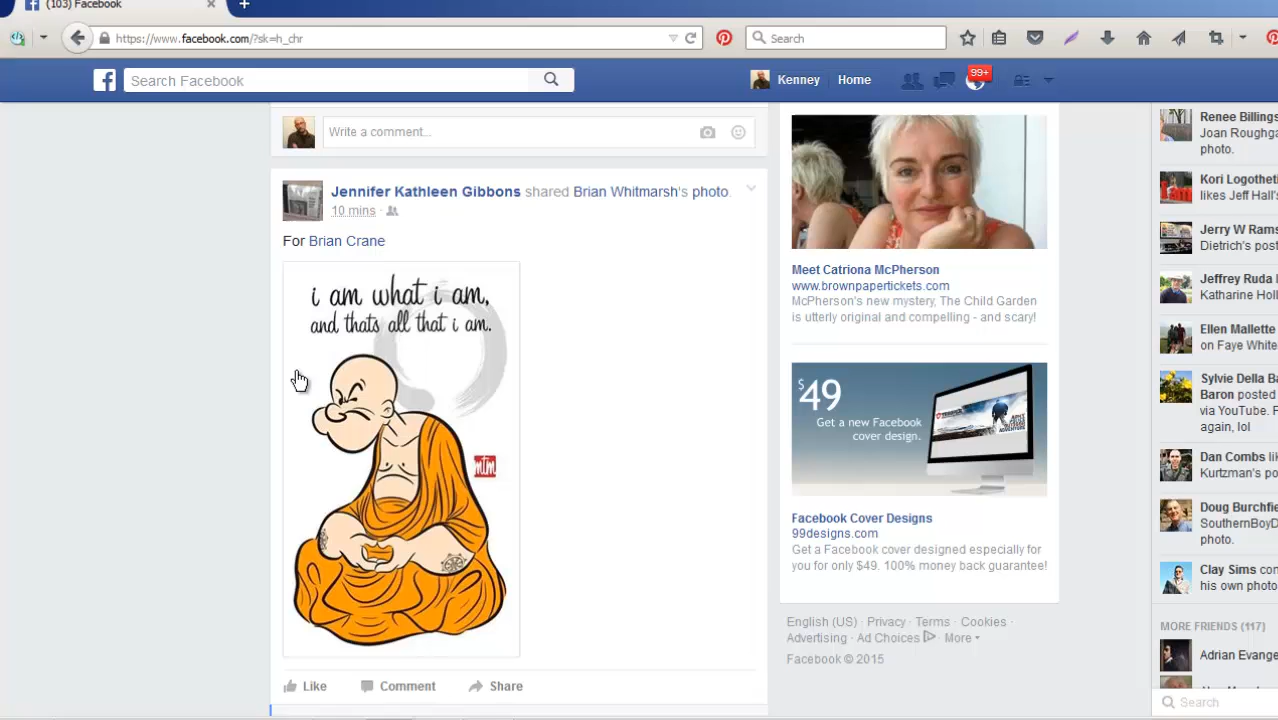 (103) Facebook
https://www.facebook.com/?sk=h_chr
Search
Search Facebook
Kenney
Home
99+
Write a comment...
Jennifer Kathleen Gibbons shared Brian Whitmarsh's photo.
10 mins ·
For Brian Crane
i am what i am,
and thats all that i am.
mtm
Like
Comment
Share
Meet Catriona McPherson
www.brownpapertickets.com
McPherson's new mystery, The Child Garden
is utterly original and compelling - and scary!
$49
Get a new Facebook
cover design.
Facebook Cover Designs
99designs.com
Get a Facebook cover designed especially for
you for only $49. 100% money back guarantee!
English (US) · Privacy · Terms · Cookies ·
Advertising · Ad Choices · More
Facebook © 2015
Renee Billings
Joan Roughg
photo.
Kori Logotheti
likes Jeff Hall's
Jerry W Rams
Dietrich's post
Jeffrey Ruda l
Katharine Holl
Ellen Mallette
on Faye White
Sylvie Della Ba
Baron posted
via YouTube. F
again, lol
Dan Combs lik
Kurtzman's po
Doug Burchfie
SouthernBoyD
photo.
Clay Sims con
his own photo
MORE FRIENDS (117)
Adrian Evange
Search